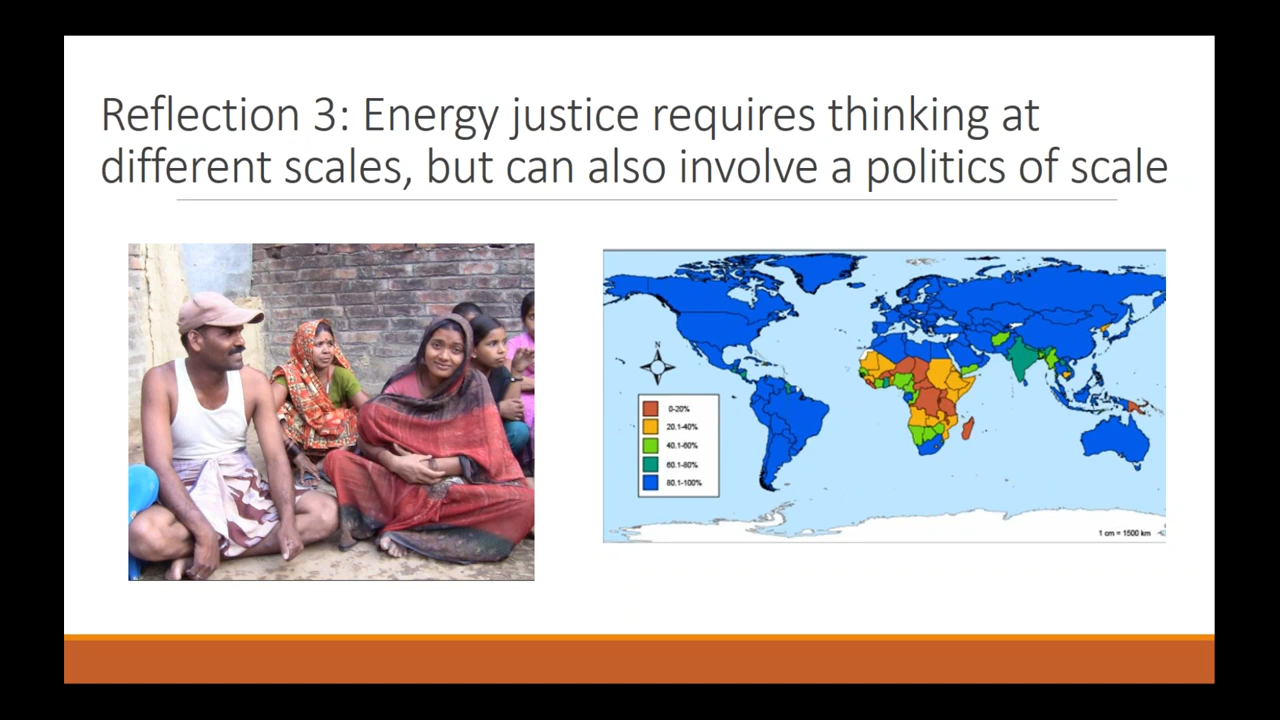 Reflection 3: Energy justice requires thinking at
different scales, but can also involve a politics of scale
N
0-20%
20.1-40%
40.1-60%
60.1-80%
80.1-100%
1 cm = 1500 km